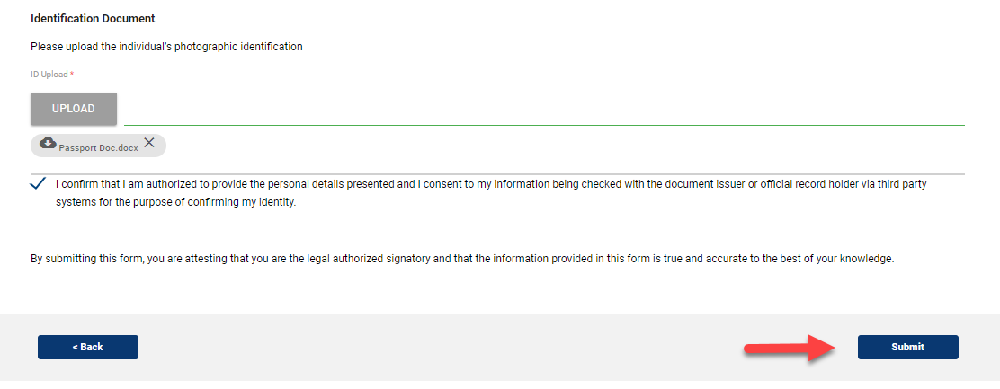 Identification Document
Please upload the individual's photographic identification
ID Upload *
UPLOAD
Passport Doc.docx
I confirm that I am authorized to provide the personal details presented and I consent to my information being checked with the document issuer or official record holder via third party
systems for the purpose of confirming my identity.
By submitting this form, you are attesting that you are the legal authorized signatory and that the information provided in this form is true and accurate to the best of your knowledge.
< Back
Submit